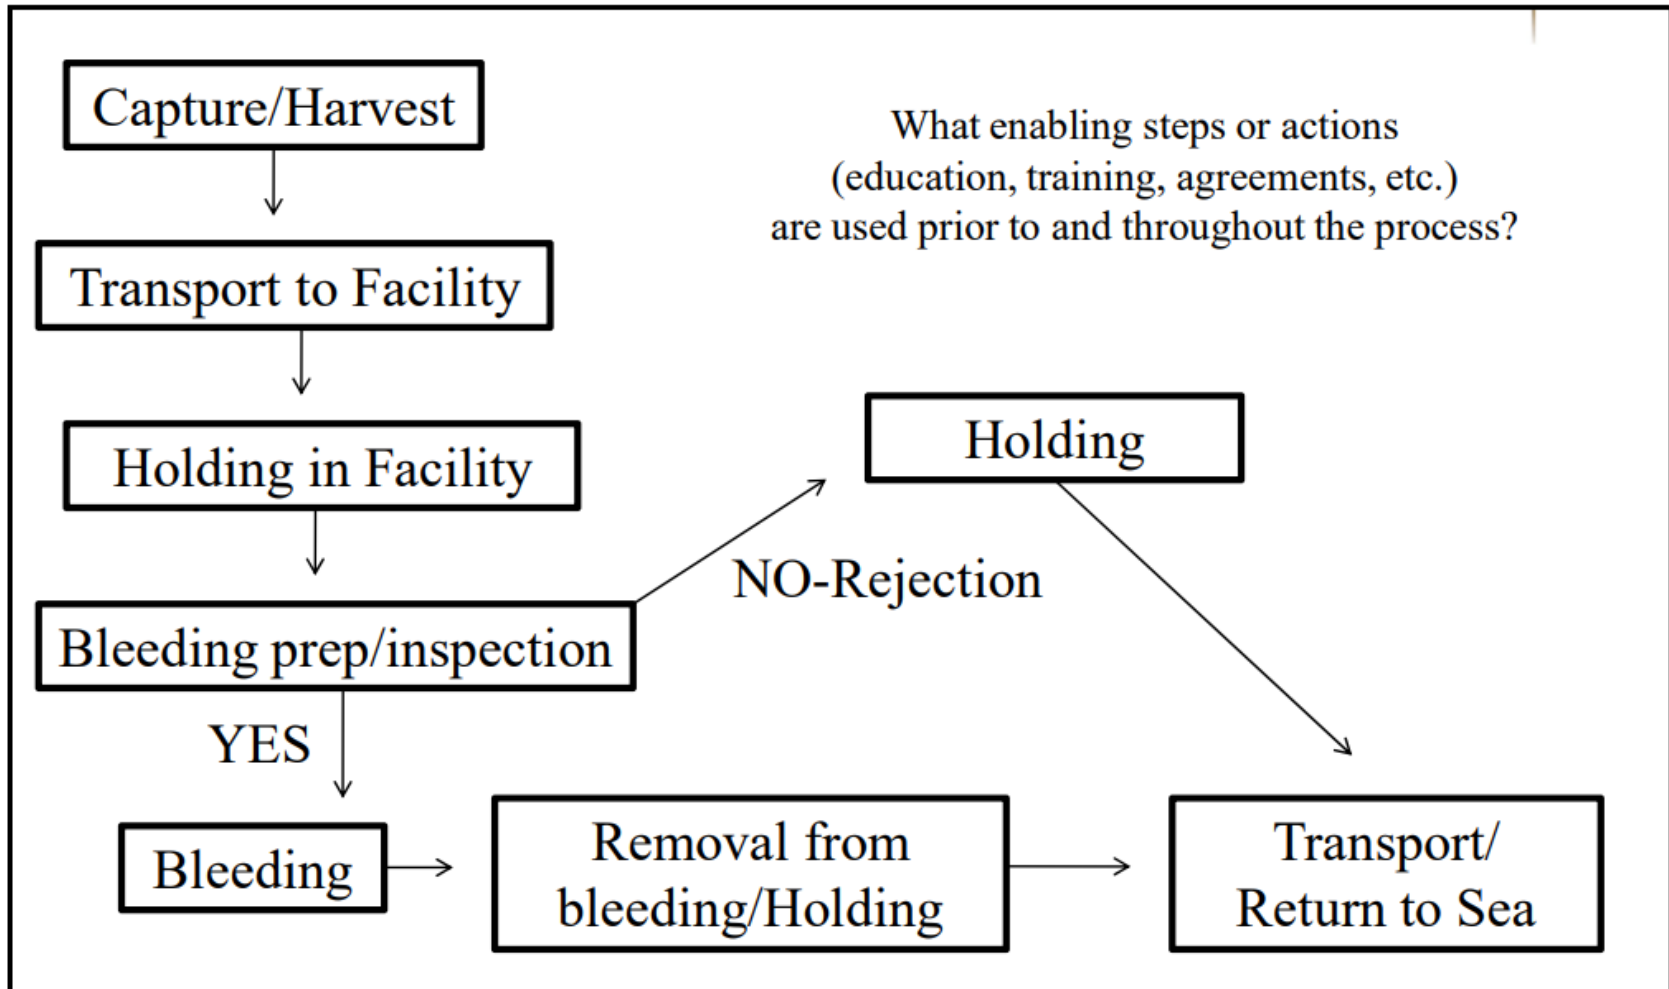 Capture/Harvest
What enabling steps or actions
(education, training, agreements, etc.)
are used prior to and throughout the process?
Transport to Facility
Holding in Facility
Holding
NO-Rejection
Bleeding prep/inspection
YES
Bleeding
Removal from
bleeding/Holding
Transport/
Return to Sea